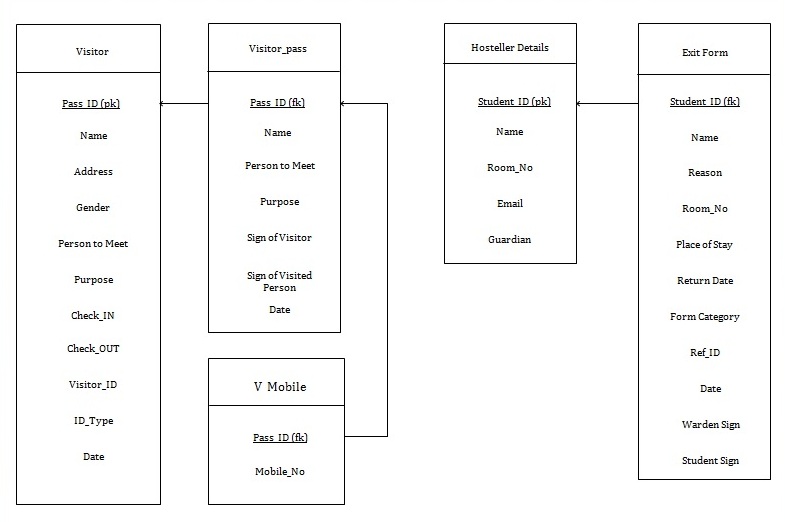 Visitor
Pass_ID (pk)
Name
Address
Gender
Person to Meet
Purpose
Check_IN
Check_OUT
Visitor_ID
ID_Type
Date
Visitor_pass
Pass_ID (fk)
Name
Person to Meet
Purpose
Sign of Visitor
Sign of Visited
Person
Date
V Mobile
Pass_ID (fk)
Mobile_No
Hosteller Details
Student_ID (pk)
Name
Room_No
Email
Guardian
Exit Form
Student_ID (fk)
Name
Reason
Room_No
Place of Stay
Return Date
Form Category
Ref_ID
Date
Warden Sign
Student Sign